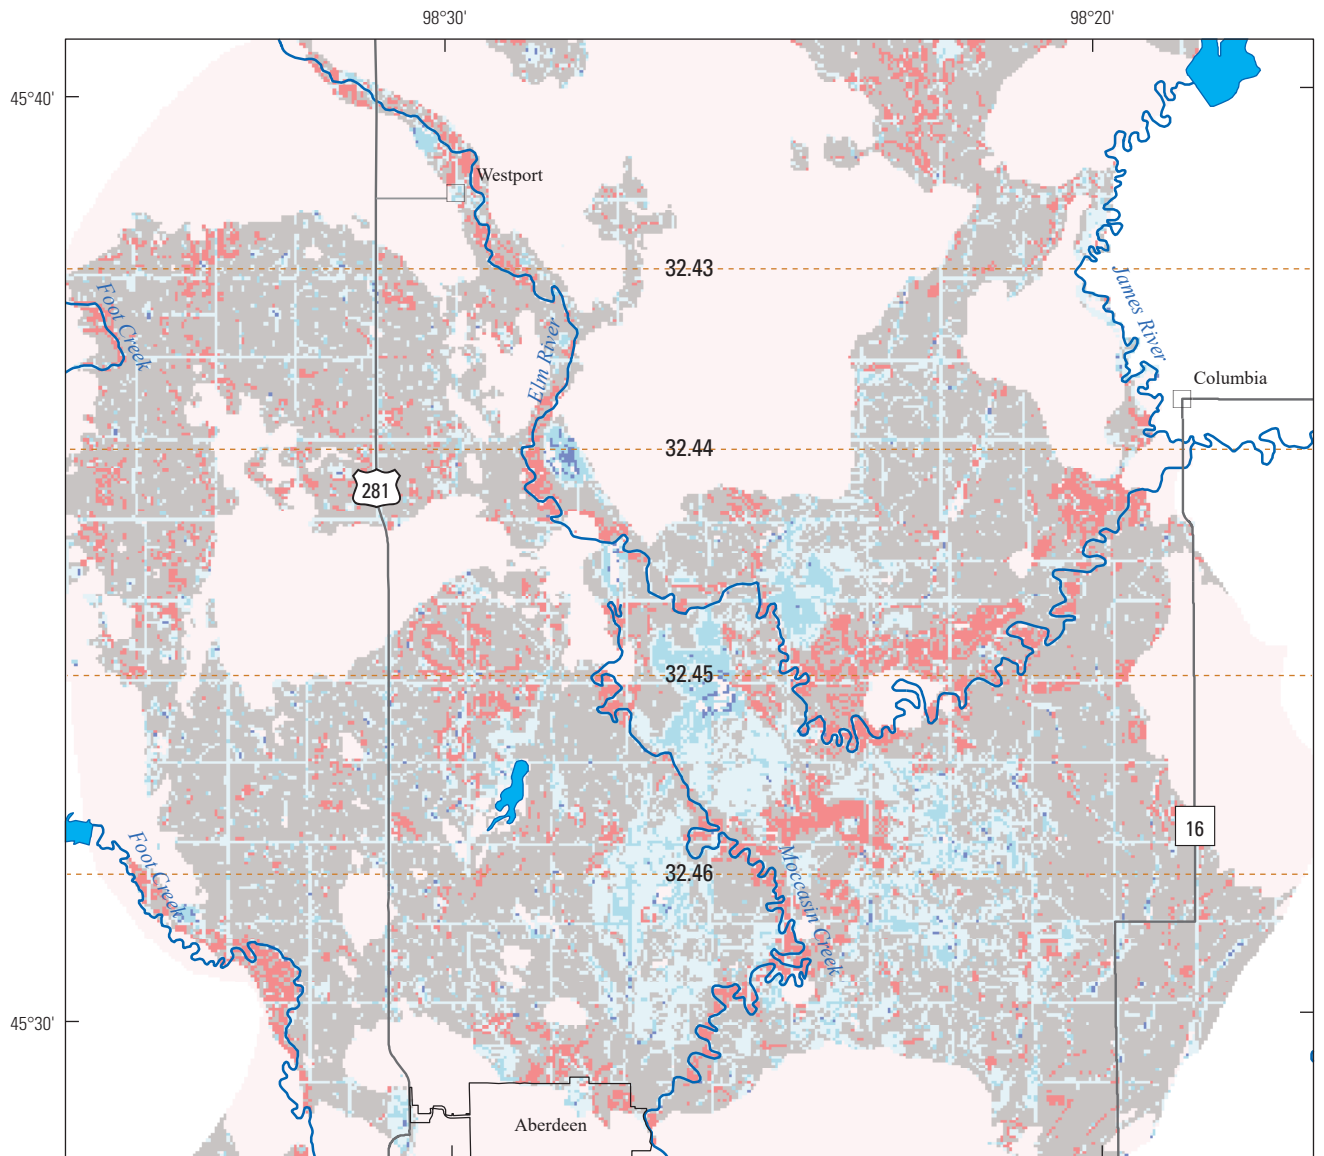 98°30'
98°20'
45°40'
Westport
32.43
Foot Creek
James River
Elm River
Columbia
32.44
281
32.45
16
Foot Creek
Moccasin Creek
32.46
45°30'
Aberdeen